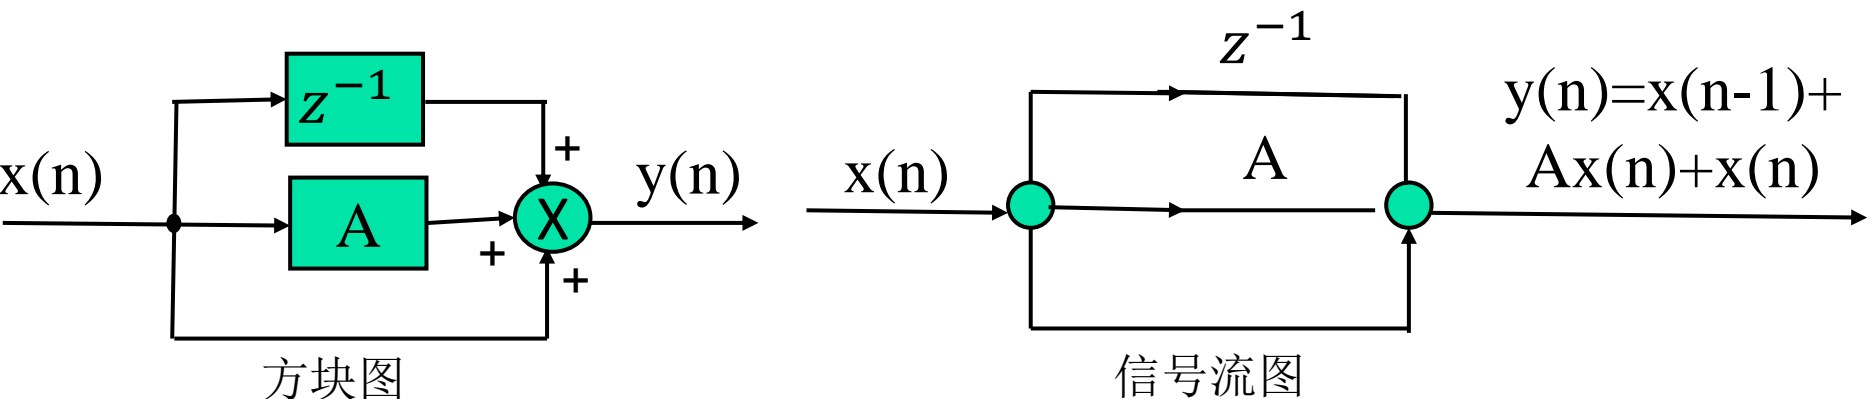 x(n)
z⁻¹
A
+
+
+
X
y(n)
方块图
x(n)
z⁻¹
A
y(n)=x(n-1)+
Ax(n)+x(n)
信号流图